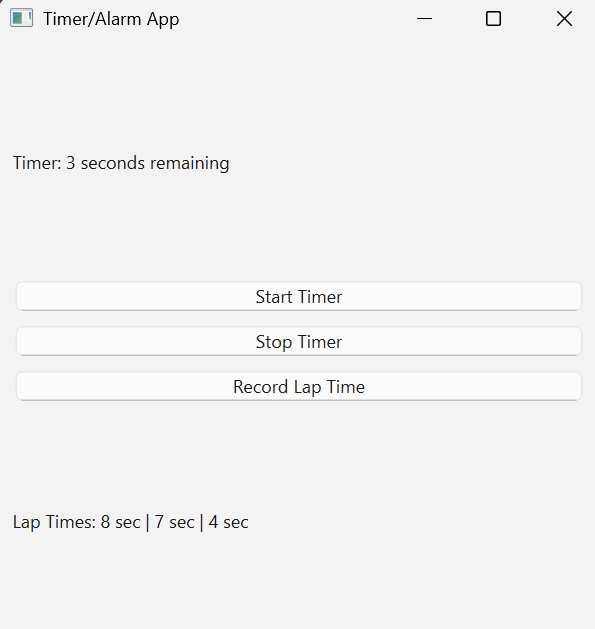 Timer/Alarm App
Timer: 3 seconds remaining
Start Timer
Stop Timer
Record Lap Time
Lap Times: 8 sec | 7 sec | 4 sec